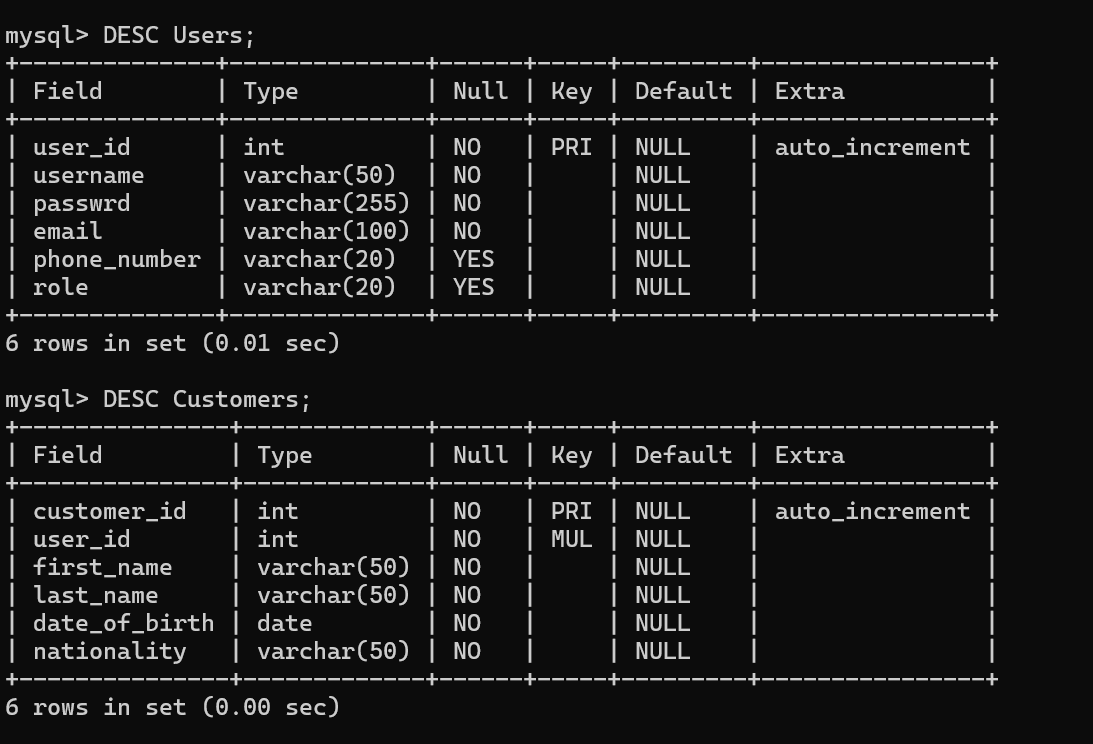 mysql> DESC Users;
+--------------+--------------+------+-----+---------+----------------+
| Field        | Type         | Null | Key | Default | Extra          |
+--------------+--------------+------+-----+---------+----------------+
| user_id      | int          | NO   | PRI | NULL    | auto_increment |
| username     | varchar(50)  | NO   |     | NULL    |                |
| passwrd      | varchar(255) | NO   |     | NULL    |                |
| email        | varchar(100) | NO   |     | NULL    |                |
| phone_number | varchar(20)  | YES  |     | NULL    |                |
| role         | varchar(20)  | YES  |     | NULL    |                |
+--------------+--------------+------+-----+---------+----------------+
6 rows in set (0.01 sec)
mysql> DESC Customers;
+---------------+-------------+------+-----+---------+----------------+
| Field         | Type        | Null | Key | Default | Extra          |
+---------------+-------------+------+-----+---------+----------------+
| customer_id   | int         | NO   | PRI | NULL    | auto_increment |
| user_id       | int         | NO   | MUL | NULL    |                |
| first_name    | varchar(50) | NO   |     | NULL    |                |
| last_name     | varchar(50) | NO   |     | NULL    |                |
| date_of_birth | date        | NO   |     | NULL    |                |
| nationality   | varchar(50) | NO   |     | NULL    |                |
+---------------+-------------+------+-----+---------+----------------+
6 rows in set (0.00 sec)